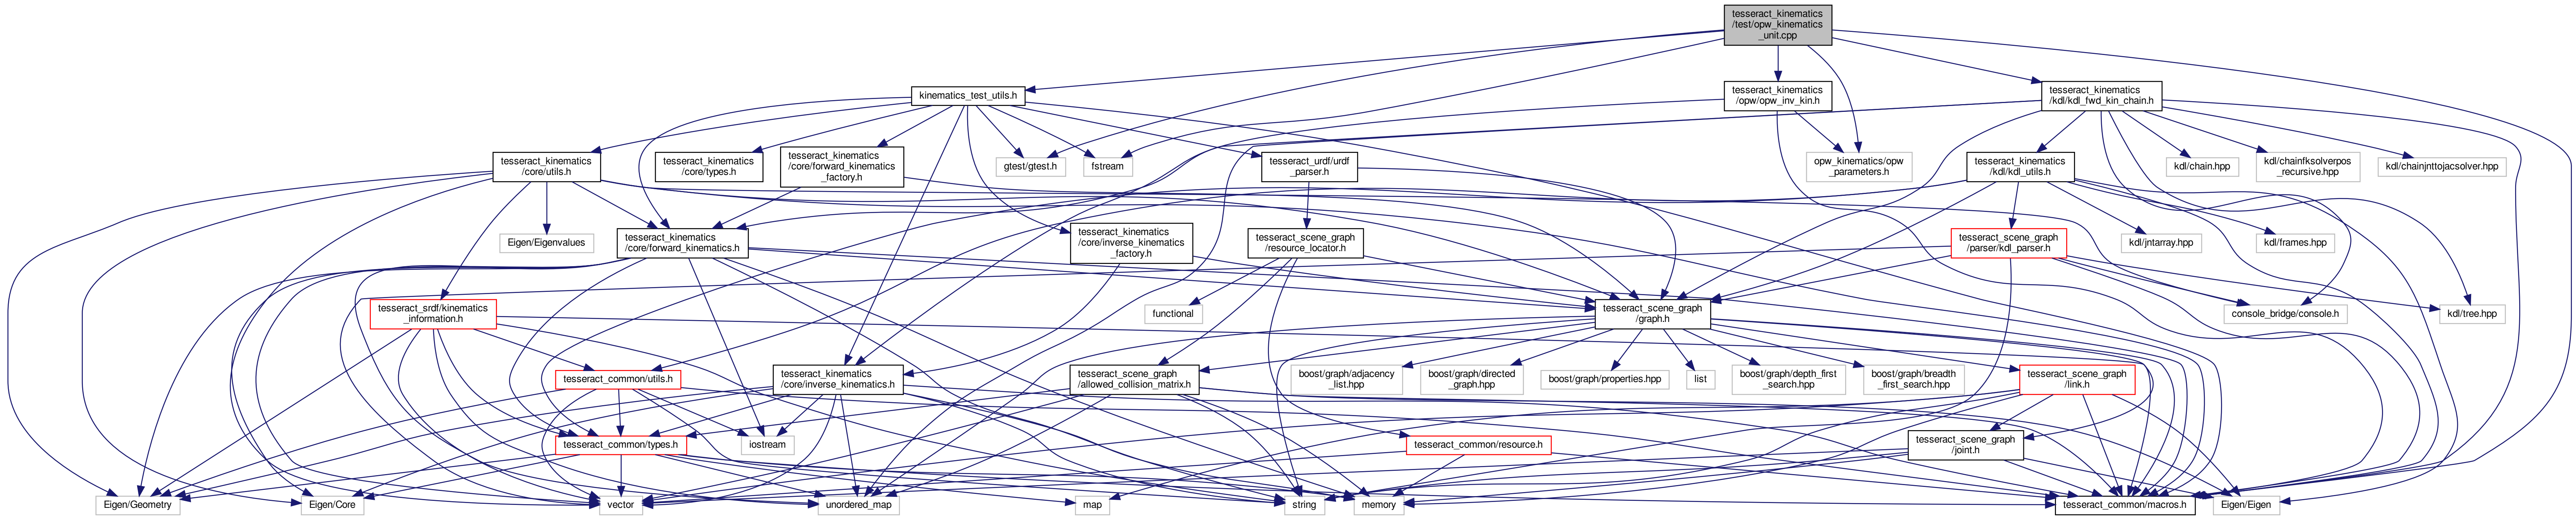 tesseract_kinematics
/test/opw_kinematics
_unit.cpp
kinematics_test_utils.h
tesseract_kinematics
/opw/opw_inv_kin.h
tesseract_kinematics
/kdl/kdl_fwd_kin_chain.h
tesseract_kinematics
/core/utils.h
tesseract_kinematics
/core/types.h
tesseract_kinematics
/core/forward_kinematics
_factory.h
gtest/gtest.h
fstream
tesseract_urdf/urdf
_parser.h
opw_kinematics/opw
_parameters.h
tesseract_kinematics
/kdl/kdl_utils.h
kdl/chain.hpp
kdl/chainfksolverpos
_recursive.hpp
kdl/chainjnttojacsolver.hpp
Eigen/Eigenvalues
tesseract_kinematics
/core/forward_kinematics.h
tesseract_kinematics
/core/inverse_kinematics
_factory.h
tesseract_scene_graph
/resource_locator.h
tesseract_scene_graph
/parser/kdl_parser.h
kdl/jntarray.hpp
kdl/frames.hpp
tesseract_srdf/kinematics
_information.h
functional
tesseract_scene_graph
/graph.h
console_bridge/console.h
kdl/tree.hpp
tesseract_common/utils.h
tesseract_kinematics
/core/inverse_kinematics.h
tesseract_scene_graph
/allowed_collision_matrix.h
boost/graph/adjacency
_list.hpp
boost/graph/directed
_graph.hpp
boost/graph/properties.hpp
list
boost/graph/depth_first
_search.hpp
boost/graph/breadth
_first_search.hpp
tesseract_scene_graph
/link.h
tesseract_common/types.h
iostream
tesseract_common/resource.h
tesseract_scene_graph
/joint.h
Eigen/Geometry
Eigen/Core
vector
unordered_map
map
string
memory
tesseract_common/macros.h
Eigen/Eigen